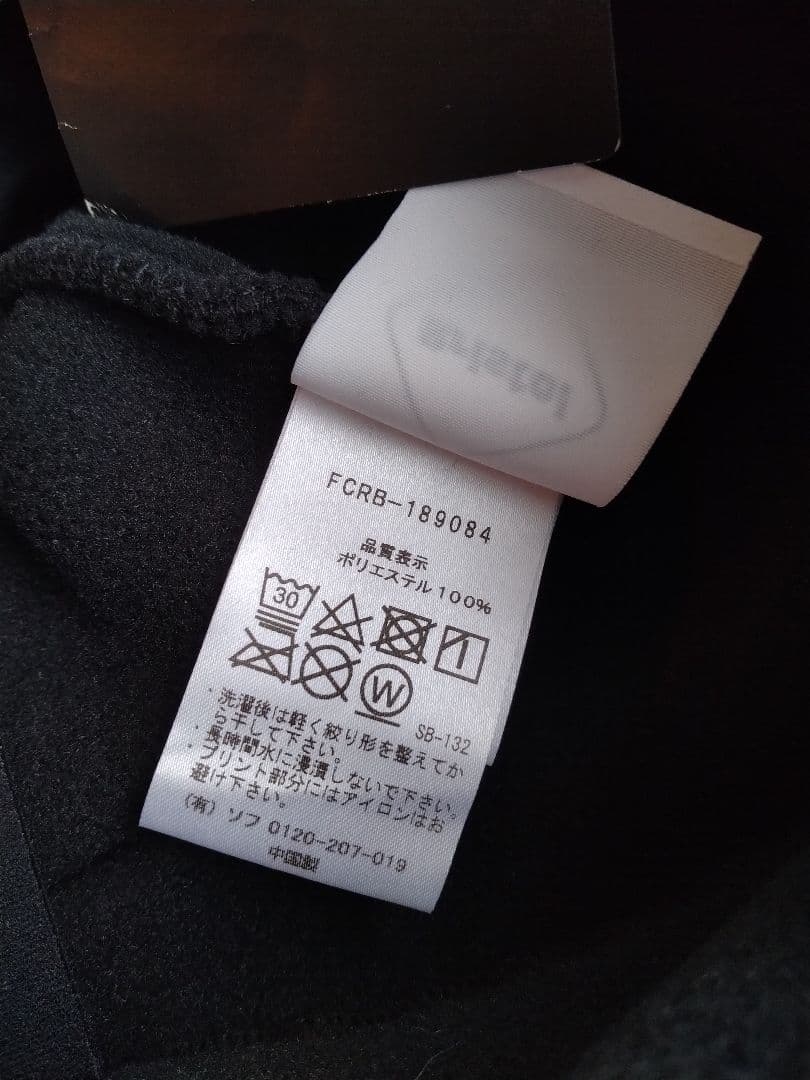 FCRB-189084
品質表示
ポリエステル 100%
30
W
SB-132
・洗濯後は軽く絞り形を整えてか
ら干して下さい。
・長時間水に浸漬しないで下さい。
・プリント部分にはアイロンはお
避け下さい。
(有) ソフ 0120-207-019
中国製